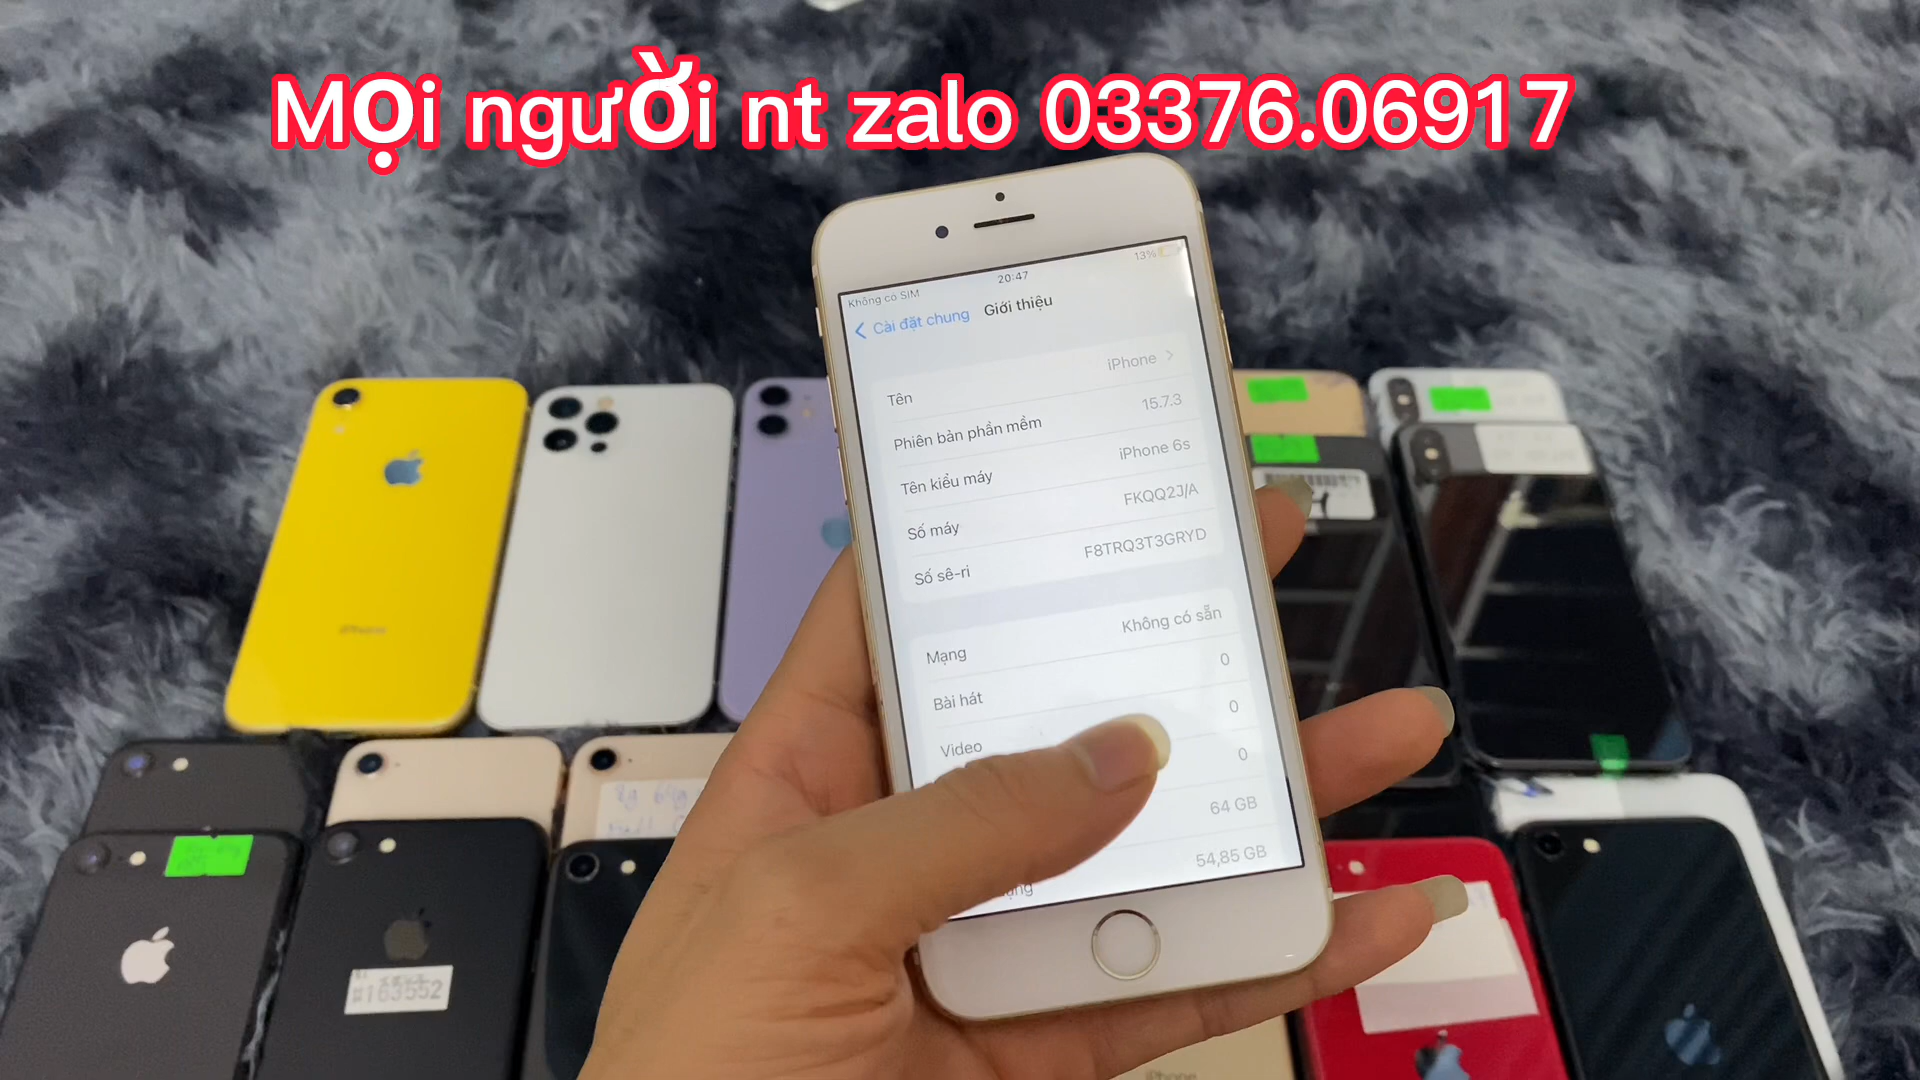 Mọi người nt zalo 03376.06917
Không có SIM 20:47 13%
Cài đặt chung Giới thiệu
Tên iPhone
Phiên bản phần mềm 15.7.3
Tên kiểu máy iPhone 6s
Số máy FKQQ2J/A
Số sê-ri F8TRQ3T3GRYD
Mạng Không có sẵn
Bài hát 0
Video 0
0
64 GB
54,85 GB
iPhone
#163552
iPhone